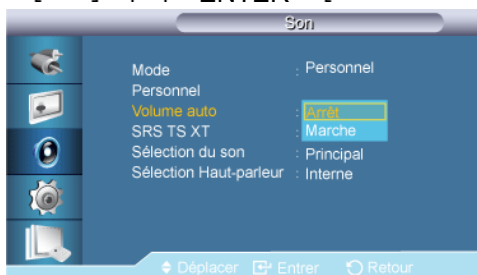 ENTER
Son
Mode : Personnel
Personnel
Volume auto : Arrêt
SRS TS XT : Marche
Sélection du son : Principal
Sélection Haut-parleur : Interne
Déplacer Entrer Retour